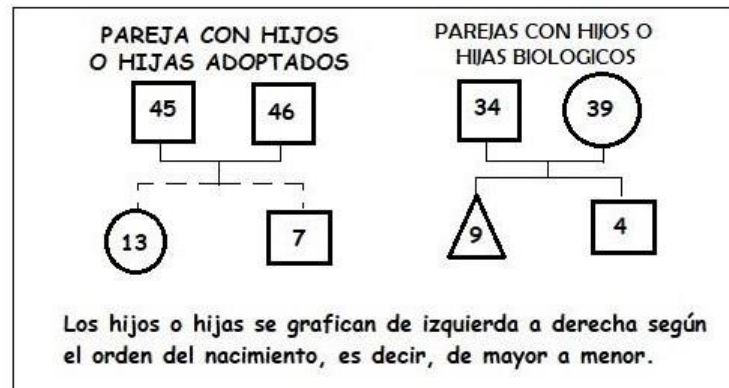 PAREJA CON HIJOS
O HIJAS ADOPTADOS
45 46
13 7
PAREJAS CON HIJOS O
HIJAS BIOLOGICOS
34 39
9 4
Los hijos o hijas se grafican de izquierda a derecha según
el orden del nacimiento, es decir, de mayor a menor.